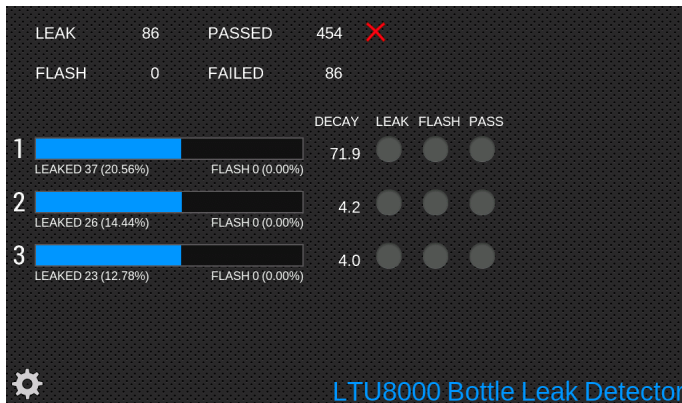 LEAK 86 PASSED 454
FLASH 0 FAILED 86
DECAY LEAK FLASH PASS
1 71.9
LEAKED 37 (20.56%) FLASH 0 (0.00%)
2 4.2
LEAKED 26 (14.44%) FLASH 0 (0.00%)
3 4.0
LEAKED 23 (12.78%) FLASH 0 (0.00%)
LTU8000 Bottle Leak Detector